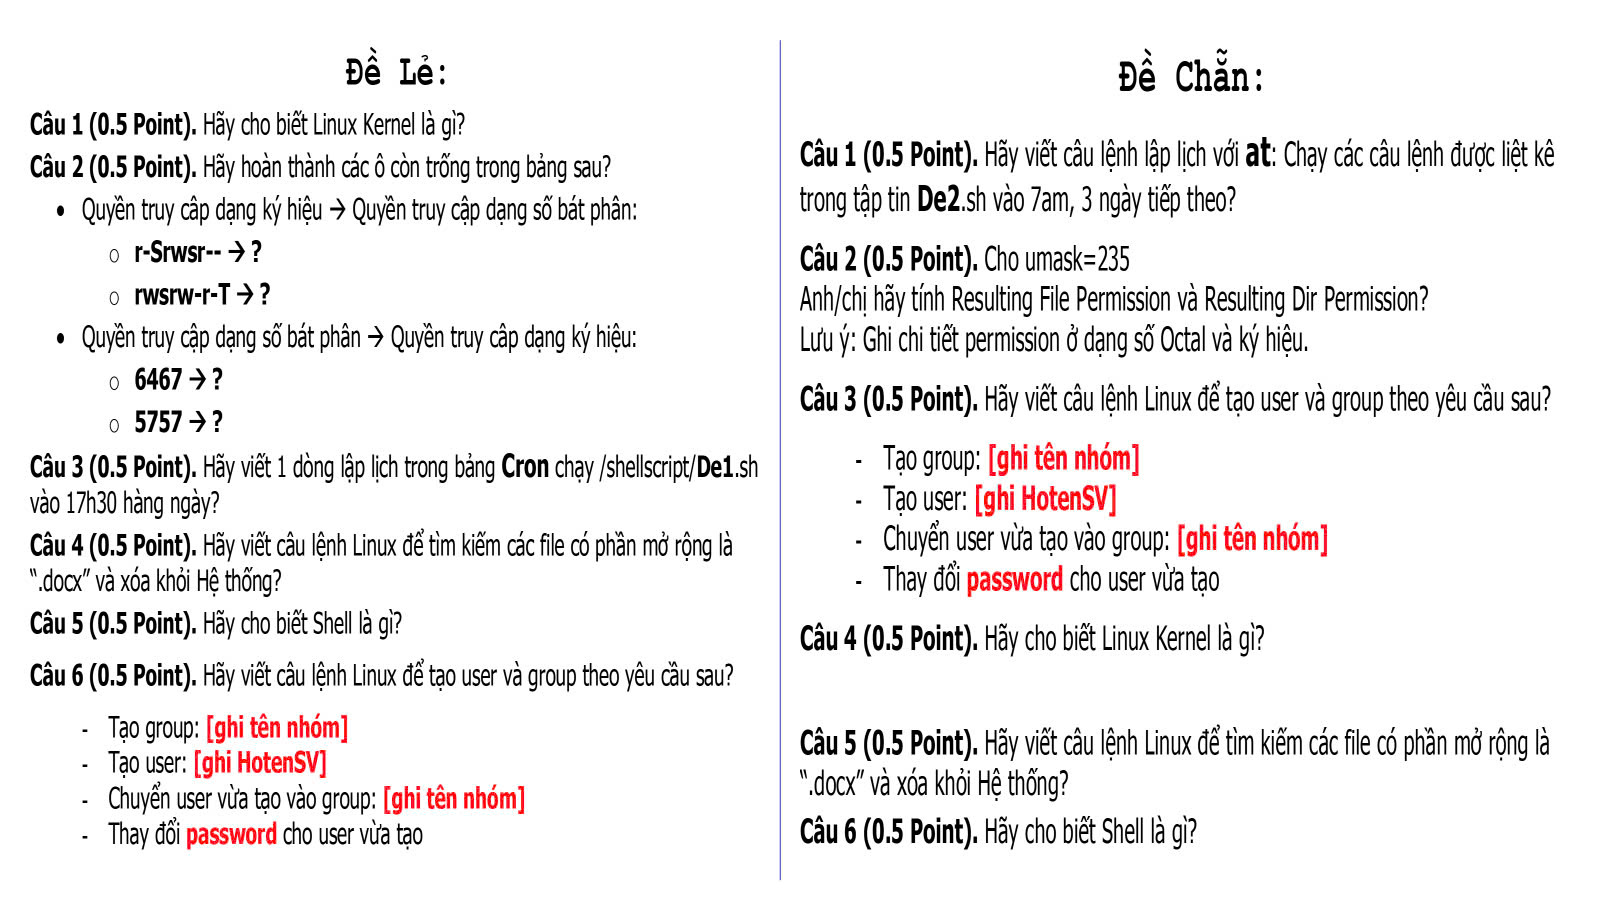 Đề Lẻ:
Câu 1 (0.5 Point). Hãy cho biết Linux Kernel là gì?
Câu 2 (0.5 Point). Hãy hoàn thành các ô còn trống trong bảng sau?
• Quyền truy câp dạng ký hiệu → Quyền truy cập dạng số bát phân:
o r-Srwsr-- → ?
o rwsrw-r-T → ?
• Quyền truy cập dạng số bát phân → Quyền truy câp dạng ký hiệu:
o 6467 → ?
o 5757 → ?
Câu 3 (0.5 Point). Hãy viết 1 dòng lập lịch trong bảng Cron chạy /shellscript/De1.sh
vào 17h30 hàng ngày?
Câu 4 (0.5 Point). Hãy viết câu lệnh Linux để tìm kiếm các file có phần mở rộng là
“.docx” và xóa khỏi Hệ thống?
Câu 5 (0.5 Point). Hãy cho biết Shell là gì?
Câu 6 (0.5 Point). Hãy viết câu lệnh Linux để tạo user và group theo yêu cầu sau?
- Tạo group: [ghi tên nhóm]
- Tạo user: [ghi HotenSV]
- Chuyển user vừa tạo vào group: [ghi tên nhóm]
- Thay đổi password cho user vừa tạo
Đề Chẵn:
Câu 1 (0.5 Point). Hãy viết câu lệnh lập lịch với at: Chạy các câu lệnh được liệt kê
trong tập tin De2.sh vào 7am, 3 ngày tiếp theo?
Câu 2 (0.5 Point). Cho umask=235
Anh/chị hãy tính Resulting File Permission và Resulting Dir Permission?
Lưu ý: Ghi chi tiết permission ở dạng số Octal và ký hiệu.
Câu 3 (0.5 Point). Hãy viết câu lệnh Linux để tạo user và group theo yêu cầu sau?
- Tạo group: [ghi tên nhóm]
- Tạo user: [ghi HotenSV]
- Chuyển user vừa tạo vào group: [ghi tên nhóm]
- Thay đổi password cho user vừa tạo
Câu 4 (0.5 Point). Hãy cho biết Linux Kernel là gì?
Câu 5 (0.5 Point). Hãy viết câu lệnh Linux để tìm kiếm các file có phần mở rộng là
“.docx” và xóa khỏi Hệ thống?
Câu 6 (0.5 Point). Hãy cho biết Shell là gì?